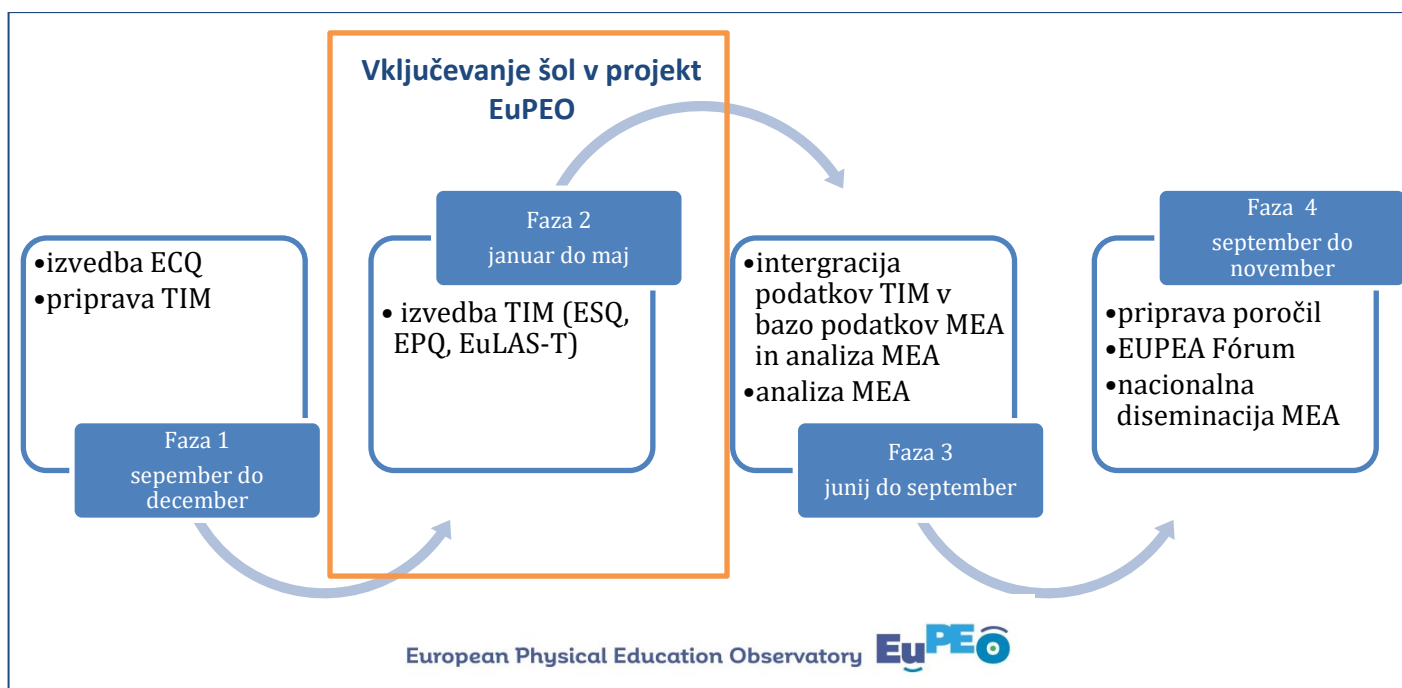 Vključevanje šol v projekt
EuPEO
•izvedba ECQ
•priprava TIM
Faza 1
sepember do
december
Faza 2
januar do maj
• izvedba TIM (ESQ,
EPQ, EuLAS-T)
•intergracija
podatkov TIM v
bazo podatkov MEA
in analiza MEA
•analiza MEA
Faza 3
junij do september
Faza 4
september do
november
•priprava poročil
•EUPEA Fórum
•nacionalna
diseminacija MEA
European Physical Education Observatory EuPEO